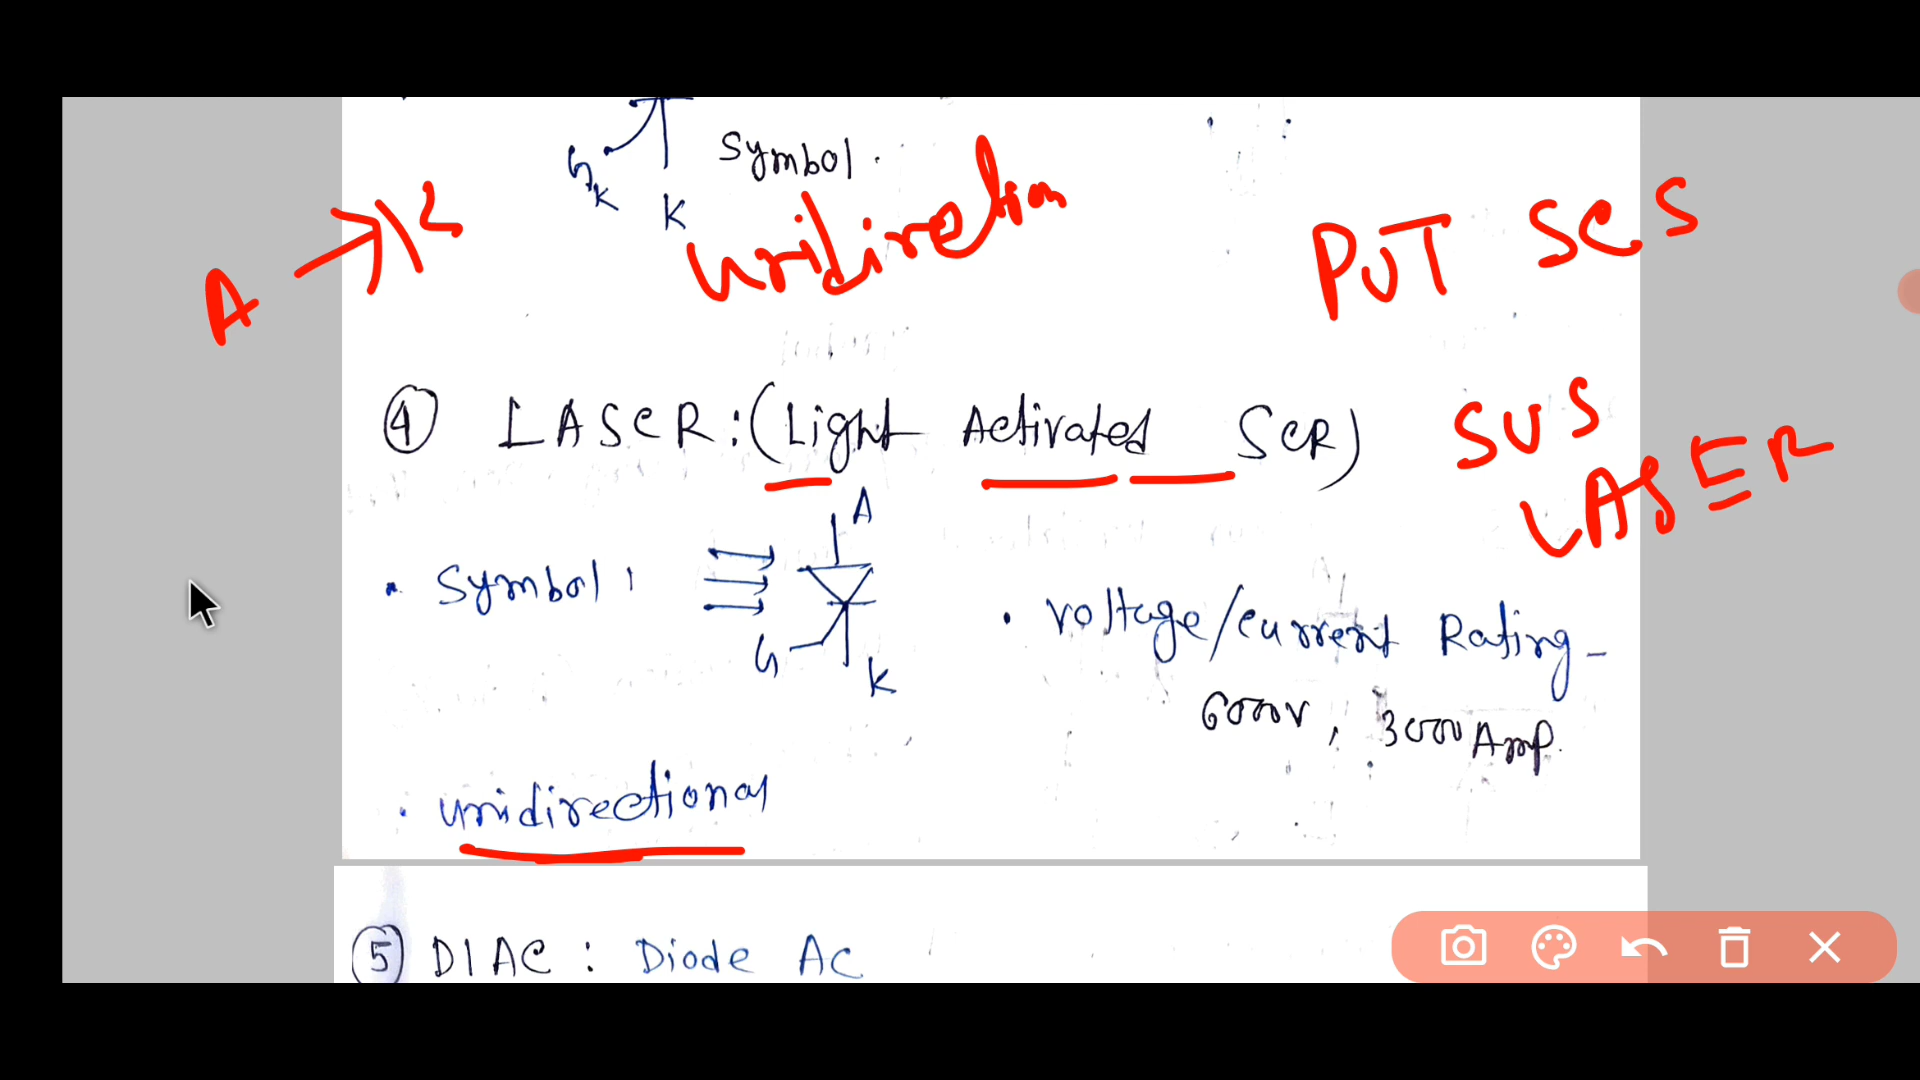 Symbol.
G
K
K
A
K
unidirection
PUT SCS
④ LASCR:(Light Activated SCR)
SUS
LASER
A
• Symbol:
G
K
• Voltage/current Rating-
6000V, 3000 Amp.
• unidirectional
⑤ DIAC : Diode AC